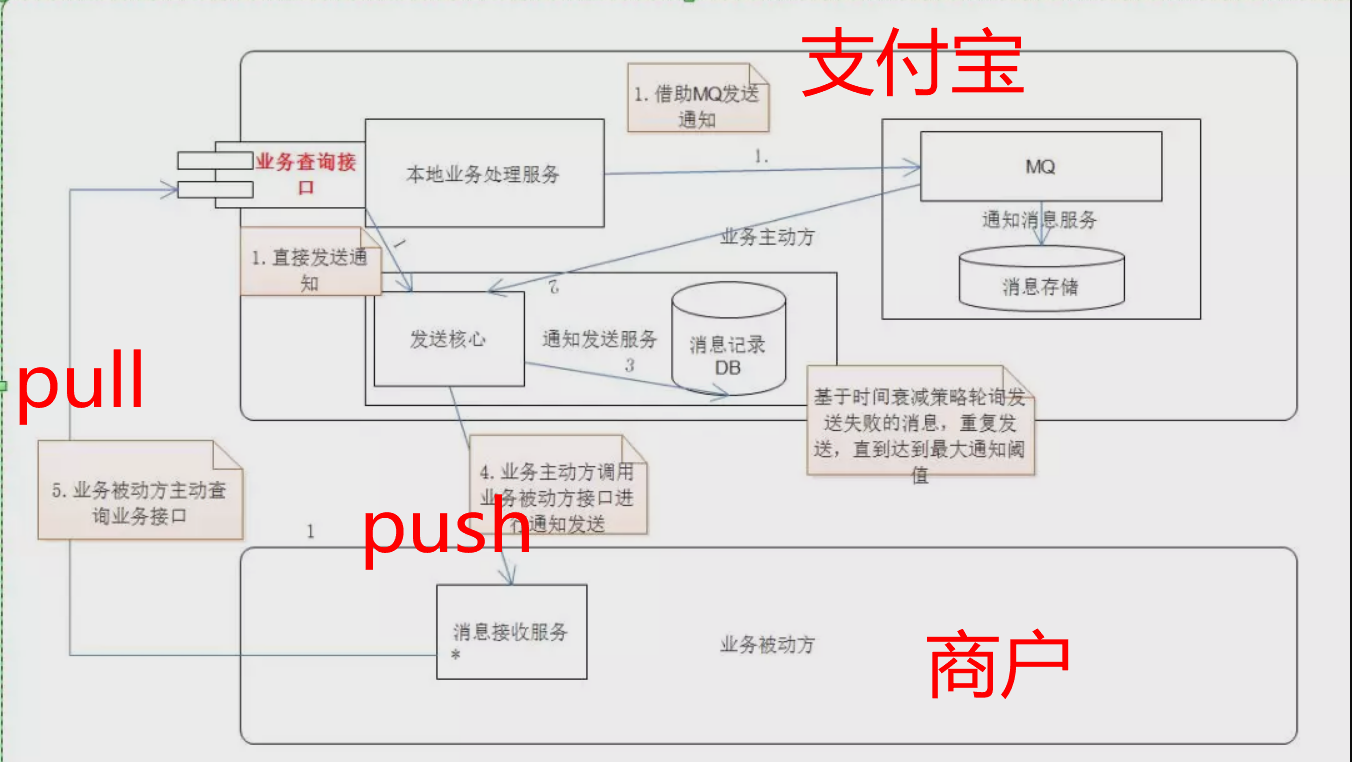 支付宝
1.借助MQ发送
通知
业务查询接
口
本地业务处理服务
1.
MQ
通知消息服务
消息存储
业务主动方
1.直接发送通
知
1
2
发送核心
通知发送服务
3
消息记录
DB
基于时间衰减策略轮询发
送失败的消息，重复发
送，直到达到最大通知阈
值
pull
4.业务主动方调用
业务被动方接口进
行通知发送
push
5.业务被动方主动查
询业务接口
1
消息接收服务
*
业务被动方
商户